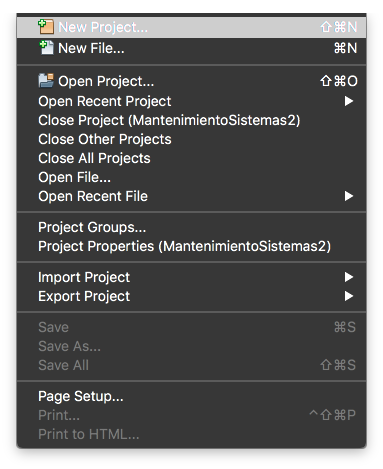 New Project... ⇧⌘N
New File... ⌘N
Open Project... ⇧⌘O
Open Recent Project ▶
Close Project (MantenimientoSistemas2)
Close Other Projects
Close All Projects
Open File...
Open Recent File ▶
Project Groups...
Project Properties (MantenimientoSistemas2)
Import Project ▶
Export Project ▶
Save ⌘S
Save As...
Save All ⇧⌘S
Page Setup...
Print... ^⇧⌘P
Print to HTML...